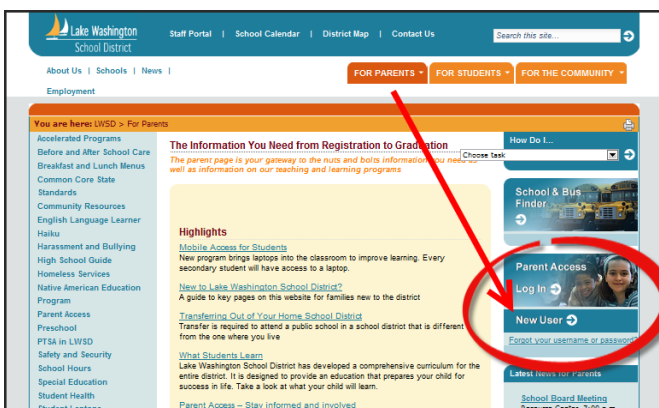 Lake Washington
School District
Staff Portal | School Calendar | District Map | Contact Us
Search this site...
About Us | Schools | News |
Employment
FOR PARENTS
FOR STUDENTS
FOR THE COMMUNITY
You are here: LWSD > For Parents
Accelerated Programs
Before and After School Care
Breakfast and Lunch Menus
Common Core State
Standards
Community Resources
English Language Learner
Haiku
Harassment and Bullying
High School Guide
Homeless Services
Native American Education
Program
Parent Access
Preschool
PTSA in LWSD
Safety and Security
School Hours
Special Education
Student Health
Student Laptops
The Information You Need from Registration to Graduation
The parent page is your gateway to the nuts and bolts information you need as
well as information on our teaching and learning programs
Highlights
Mobile Access for Students
New program brings laptops into the classroom to improve learning. Every
secondary student will have access to a laptop.
New to Lake Washington School District?
A guide to key pages on this website for families new to the district
Transferring Out of Your Home School District
Transfer is required to attend a public school in a school district that is different
from the one where you live
What Students Learn
Lake Washington School District has developed a comprehensive curriculum for the
entire district. It is designed to provide an education that prepares your child for
success in life. Take a look at what your child will learn.
Parent Access – Stay informed and involved
How Do I...
Choose task
School & Bus
Finder
Parent Access
Log In
New User
Forgot your username or password?
Latest News for Parents
School Board Meeting